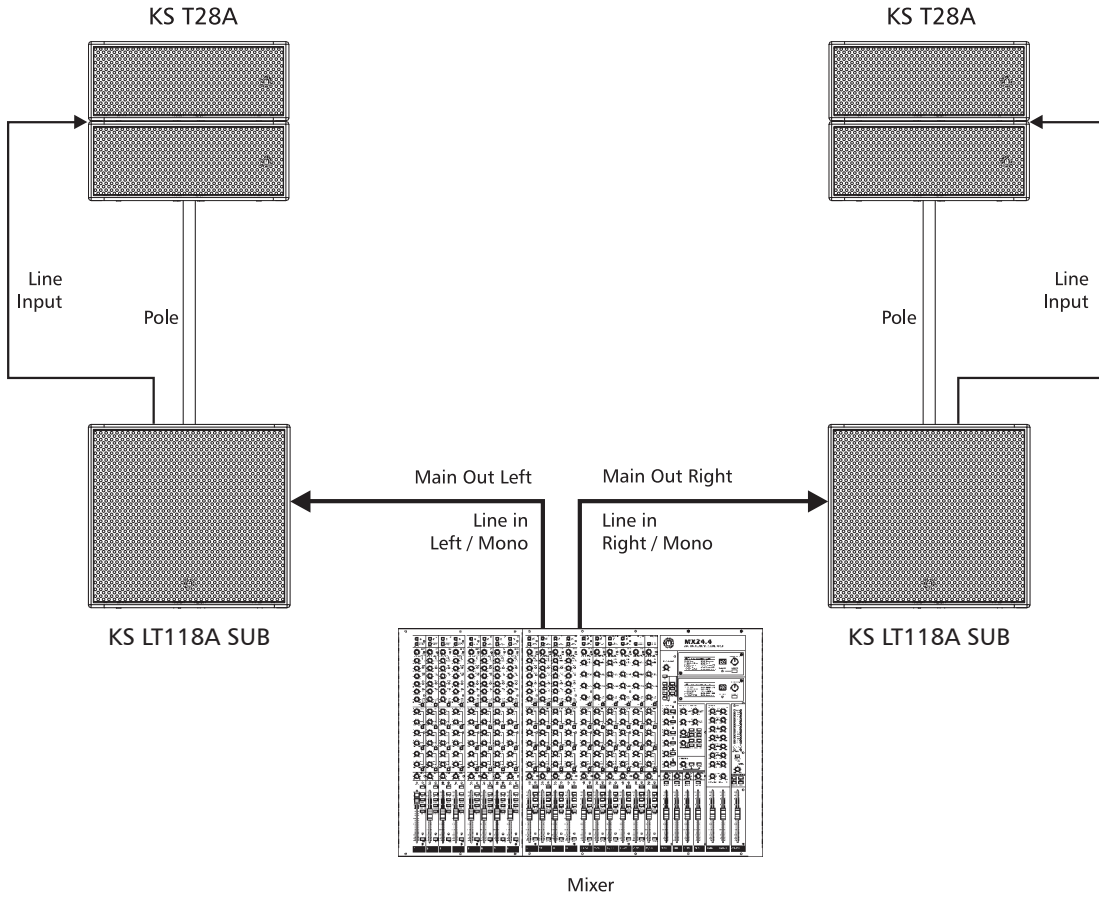 KS T28A
KS T28A
Line
Input
Pole
Pole
Line
Input
Main Out Left
Main Out Right
Line in
Left / Mono
Line in
Right / Mono
KS LT118A SUB
KS LT118A SUB
MX24.4
Mixer